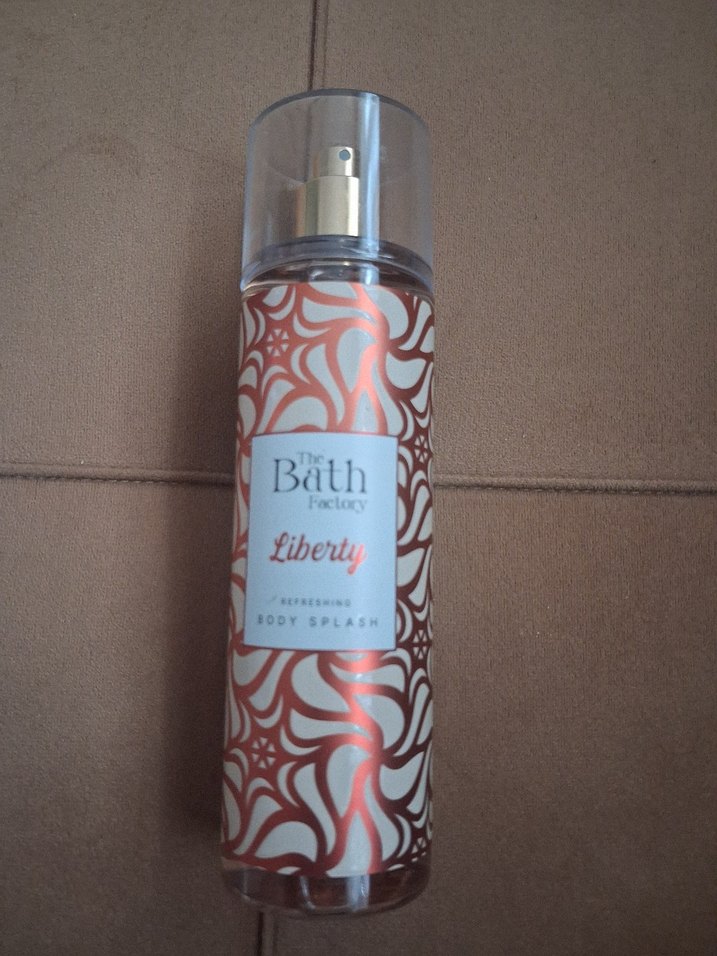 The
Bath
Factory
Liberty
REFRESHING
BODY SPLASH